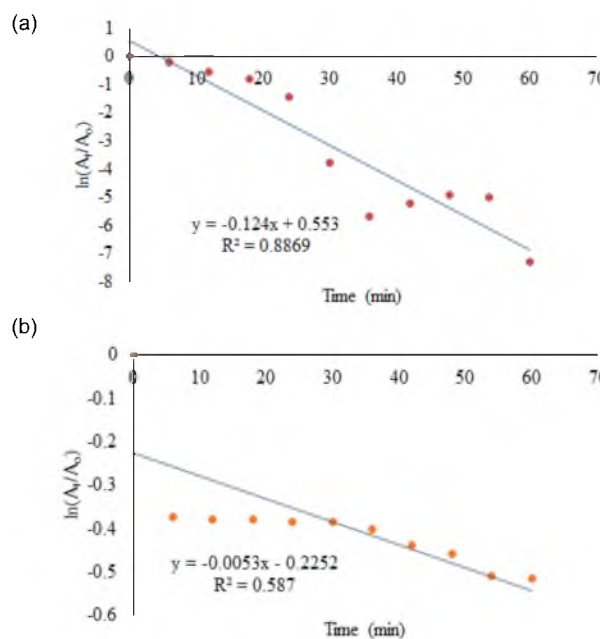 (a)
1
0
0 10 20 30 40 50 60 70
-1
-2
-3
-4
-5
-6
-7
-8
ln(Aₜ/Aₒ)
y = -0.124x + 0.553
R² = 0.8869
Time (min)
(b)
0
0 10 20 30 40 50 60 70
-0.1
-0.2
-0.3
-0.4
-0.5
-0.6
ln(Aₜ/Aₒ)
y = -0.0053x - 0.2252
R² = 0.587
Time (min)